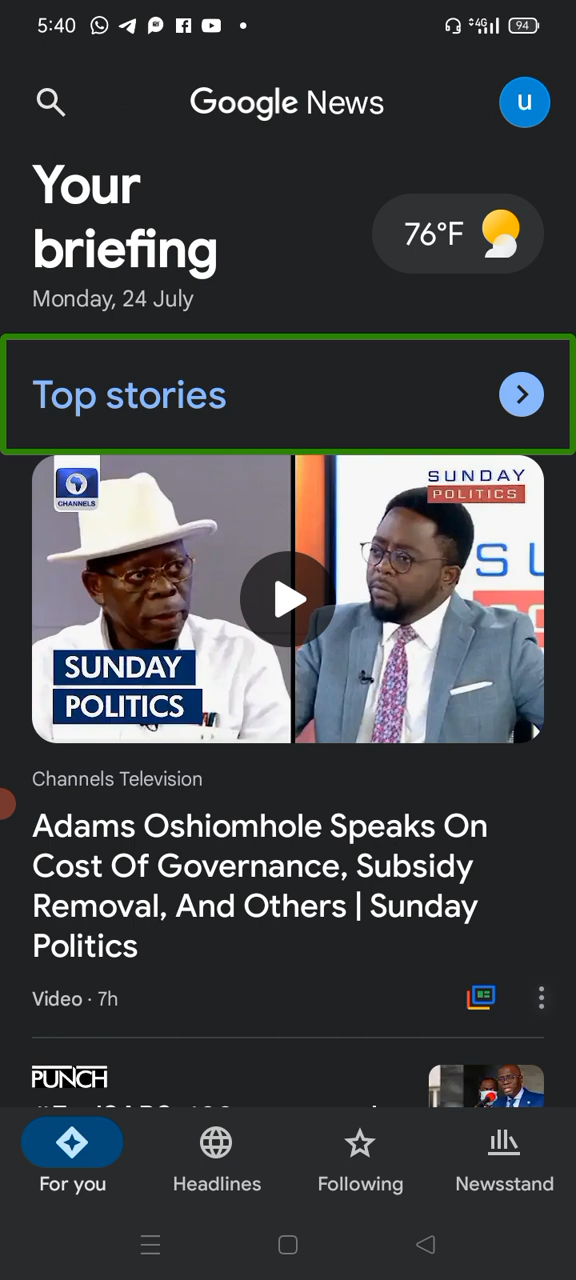 5:40
4G
94
Google News
u
Your
briefing
76°F
Monday, 24 July
Top stories
CHANNELS
SUNDAY
POLITICS
SUNDAY
POLITICS
Channels Television
Adams Oshiomhole Speaks On
Cost Of Governance, Subsidy
Removal, And Others | Sunday
Politics
Video · 7h
PUNCH
For you
Headlines
Following
Newsstand